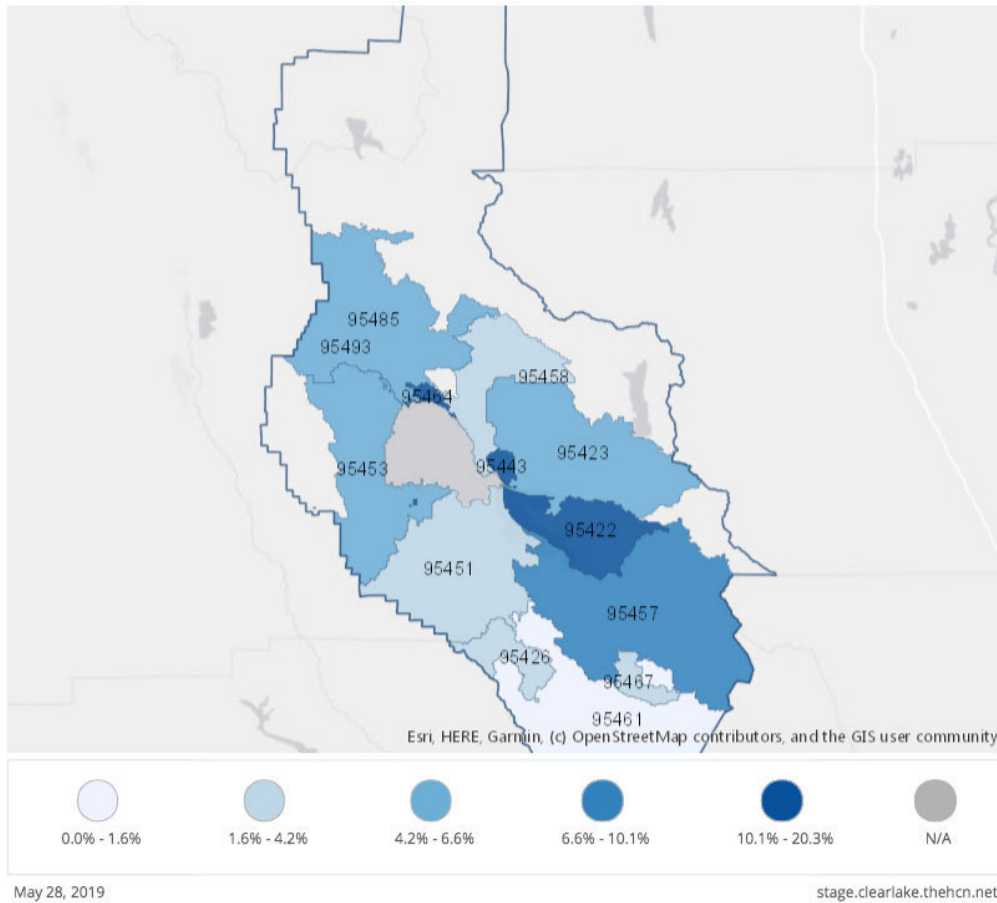 95485
95493
95458
95464
95423
95443
95453
95422
95451
95457
95426
95467
95461
Esri, HERE, Garmin, (c) OpenStreetMap contributors, and the GIS user community
0.0% - 1.6%
1.6% - 4.2%
4.2% - 6.6%
6.6% - 10.1%
10.1% - 20.3%
N/A
May 28, 2019
stage.clearlake.thehcn.net